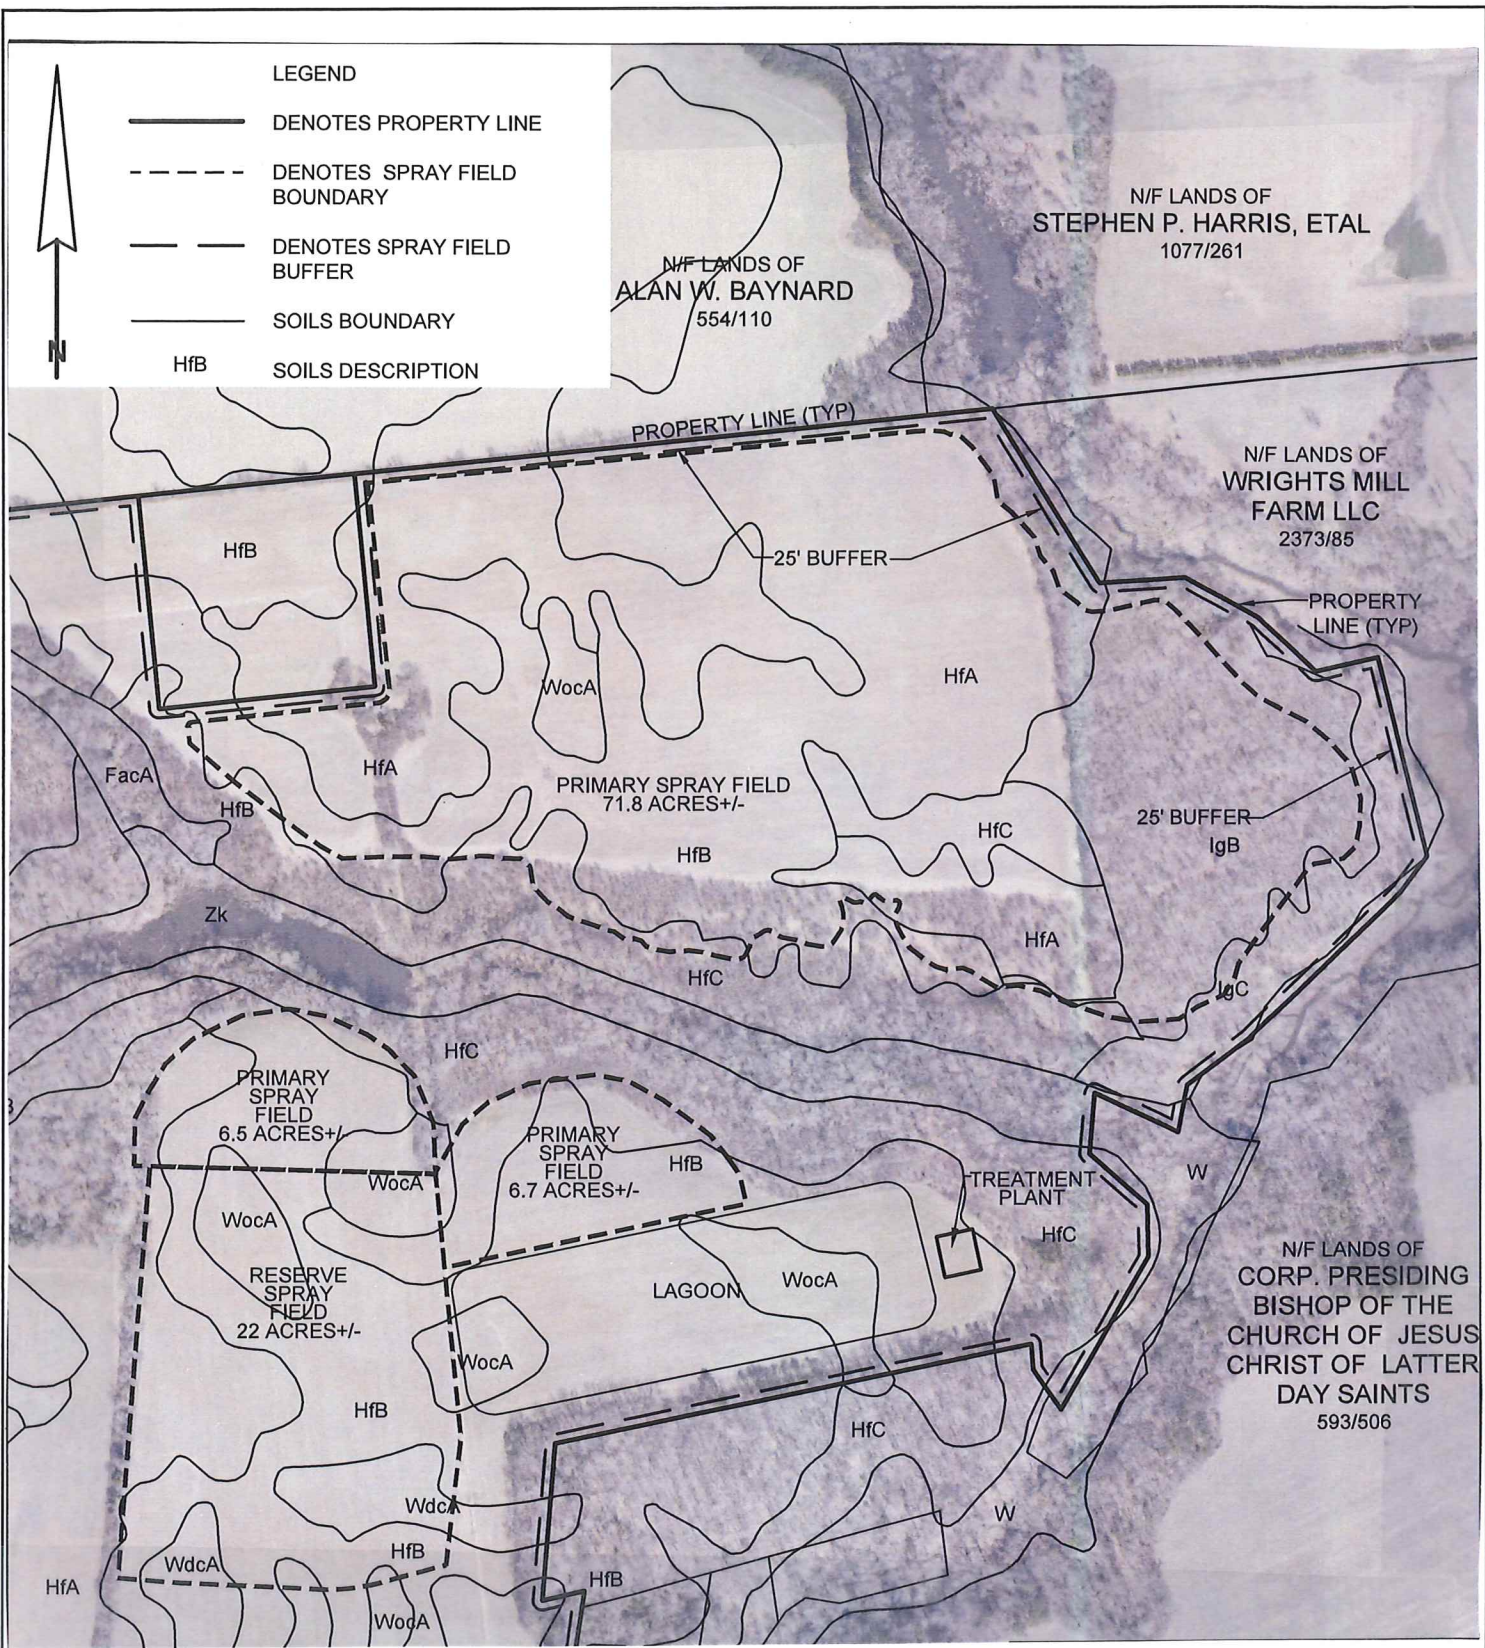 LEGEND
DENOTES PROPERTY LINE
DENOTES SPRAY FIELD
BOUNDARY
DENOTES SPRAY FIELD
BUFFER
SOILS BOUNDARY
HfB
SOILS DESCRIPTION
N
N/F LANDS OF
ALAN W. BAYNARD
554/110
N/F LANDS OF
STEPHEN P. HARRIS, ETAL
1077/261
PROPERTY LINE (TYP)
N/F LANDS OF
WRIGHTS MILL
FARM LLC
2373/85
HfB
25' BUFFER
PROPERTY
LINE (TYP)
WocA
HfA
FacA
HfA
HfB
PRIMARY SPRAY FIELD
71.8 ACRES+/-
HfB
HfC
25' BUFFER
IgB
Zk
HfC
HfA
IgC
HfC
PRIMARY
SPRAY
FIELD
6.5 ACRES+/-
WocA
PRIMARY
SPRAY
FIELD
6.7 ACRES+/-
HfB
TREATMENT
PLANT
W
WocA
HfC
RESERVE
SPRAY
FIELD
22 ACRES+/-
LAGOON
WocA
N/F LANDS OF
CORP. PRESIDING
BISHOP OF THE
CHURCH OF JESUS
CHRIST OF LATTER
DAY SAINTS
593/506
WocA
HfB
HfC
WdcA
W
HfB
WdcA
HfA
HfB
WocA